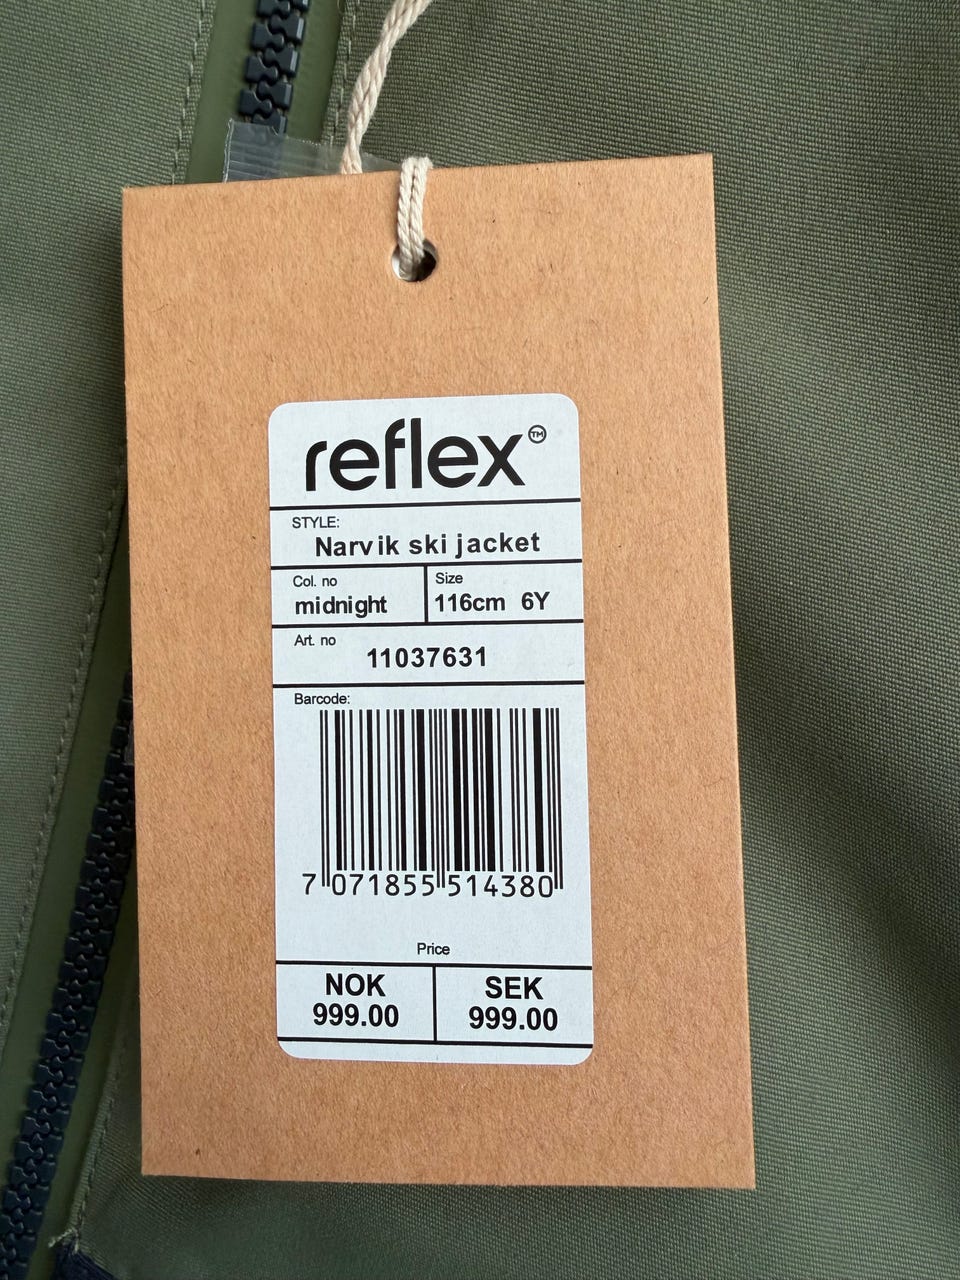 reflex™
STYLE:
Narvik ski jacket
Col. no
midnight
Size
116cm 6Y
Art. no
11037631
Barcode:
7 071855 514380
Price
NOK
999.00
SEK
999.00